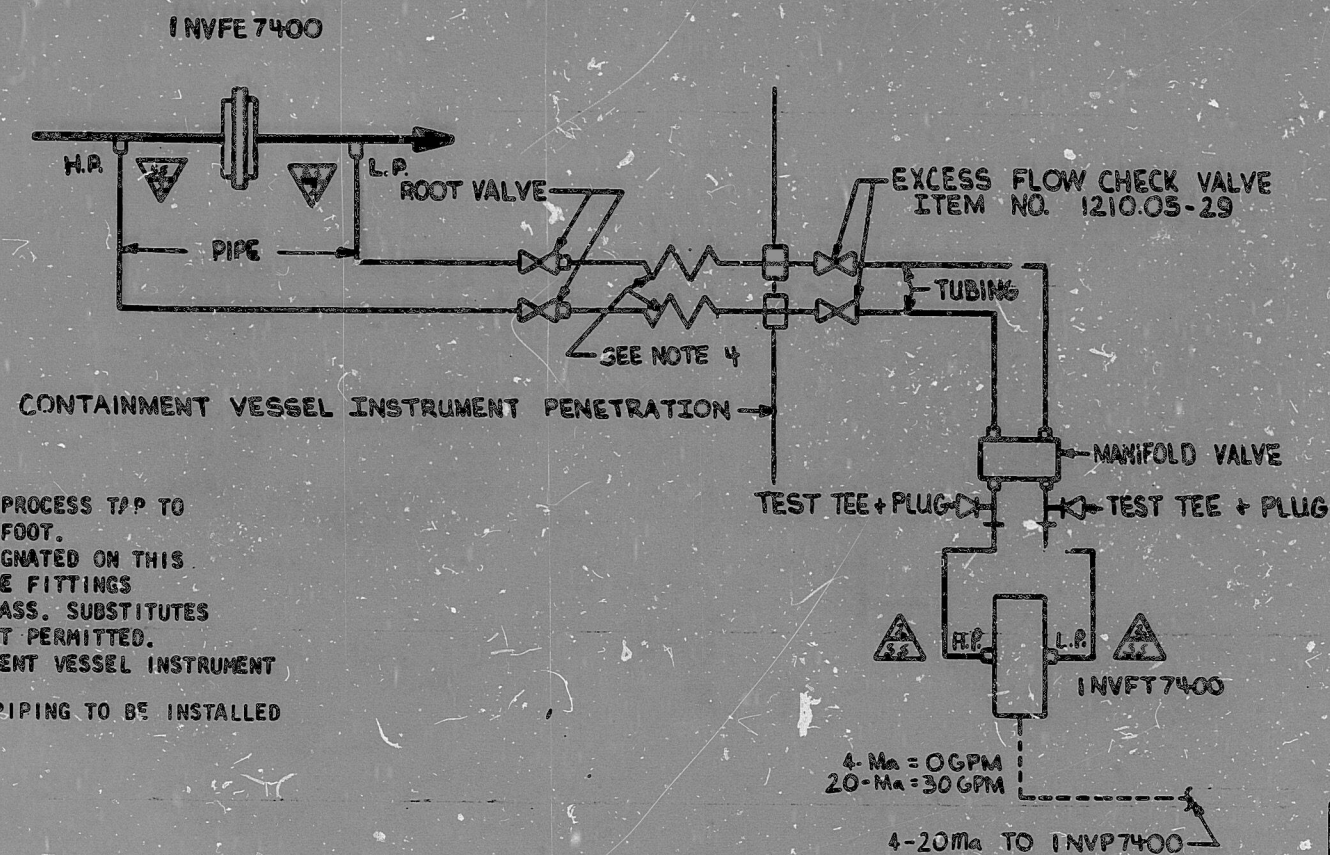 1NVFE7400
H.P.
L.P.
ROOT VALVE
EXCESS FLOW CHECK VALVE
ITEM NO. 1210.05-29
PIPE
TUBING
SEE NOTE 4
CONTAINMENT VESSEL INSTRUMENT PENETRATION
MANIFOLD VALVE
TEST TEE + PLUG
TEST TEE + PLUG
PROCESS TAP TO
FOOT.
GNATED ON THIS
E FITTINGS
ASS. SUBSTITUTES
T PERMITTED.
ENT VESSEL INSTRUMENT
PIPING TO BE INSTALLED
H.P.
L.P.
S.S.
1NVFT7400
4-Ma = 0GPM
20-Ma = 30GPM
4-20Ma TO 1NVP7400